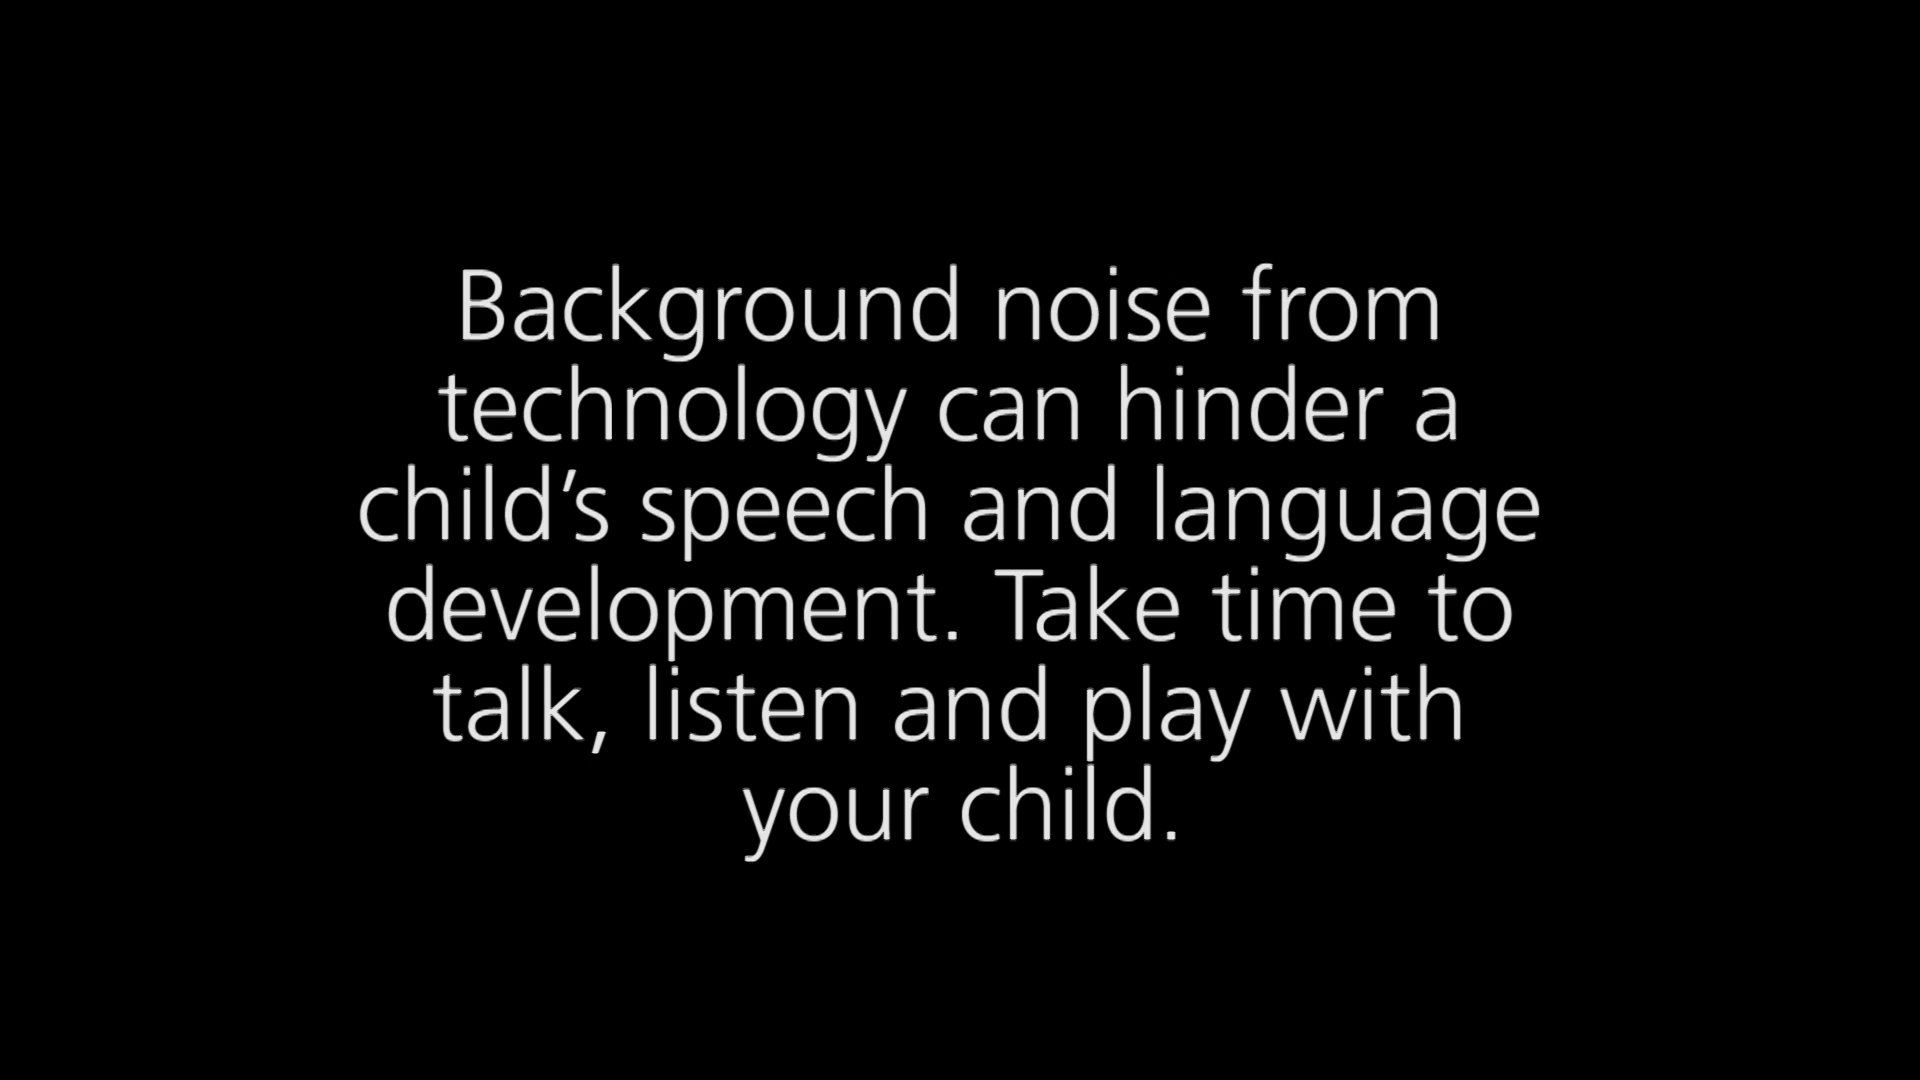 Background noise from
technology can hinder a
child’s speech and language
development. Take time to
talk, listen and play with
your child.